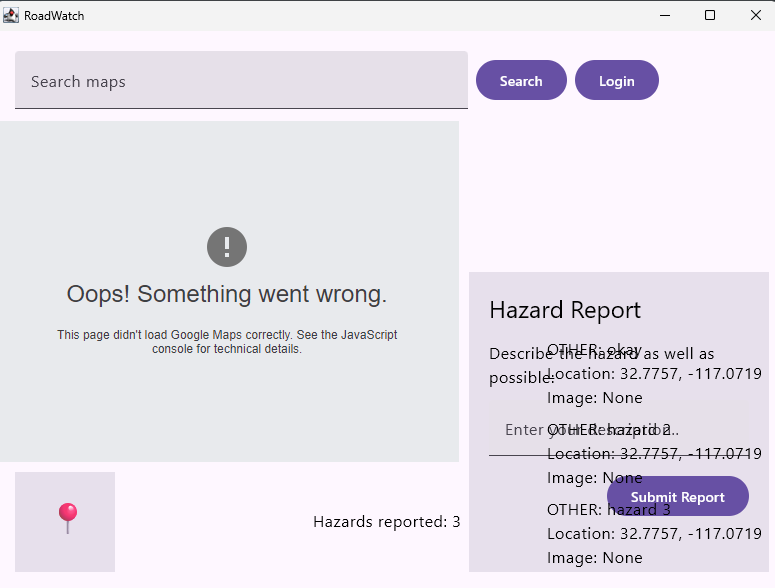 RoadWatch
Search maps
Search
Login
Oops! Something went wrong.
This page didn't load Google Maps correctly. See the JavaScript
console for technical details.
Hazard Report
Describe the hazard as well as
possible:
Enter your description...
Submit Report
OTHER: okay
Location: 32.7757, -117.0719
Image: None
OTHER: hazard 2
Location: 32.7757, -117.0719
Image: None
OTHER: hazard 3
Location: 32.7757, -117.0719
Image: None
Hazards reported: 3